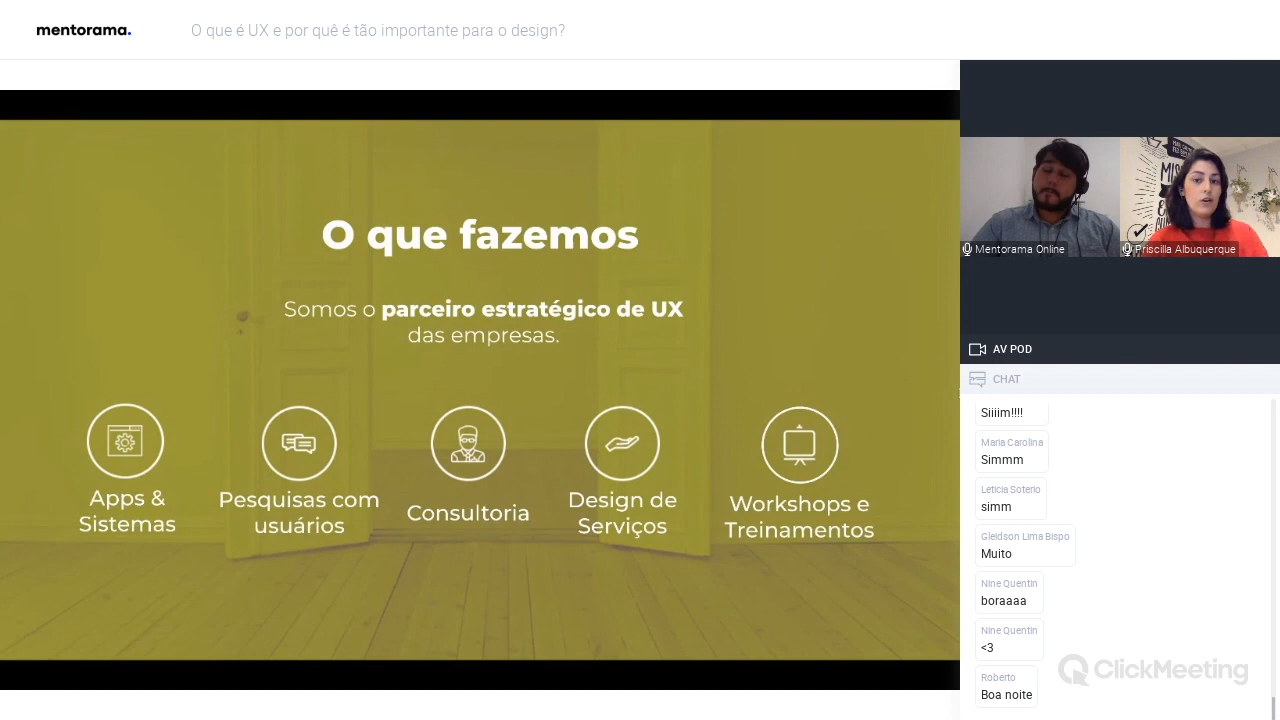 mentorama.
O que é UX e por quê é tão importante para o design?
O que fazemos
Somos o parceiro estratégico de UX
das empresas.
Apps &
Sistemas
Pesquisas com
usuários
Consultoria
Design de
Serviços
Workshops e
Treinamentos
Mentorama Online
Priscilla Albuquerque
AV POD
CHAT
Siiiim!!!!
Maria Carolina
Simmm
Leticia Soterio
simm
Gleidson Lima Bispo
Muito
Nine Quentin
boraaaa
Nine Quentin
<3
Roberto
Boa noite
ClickMeeting